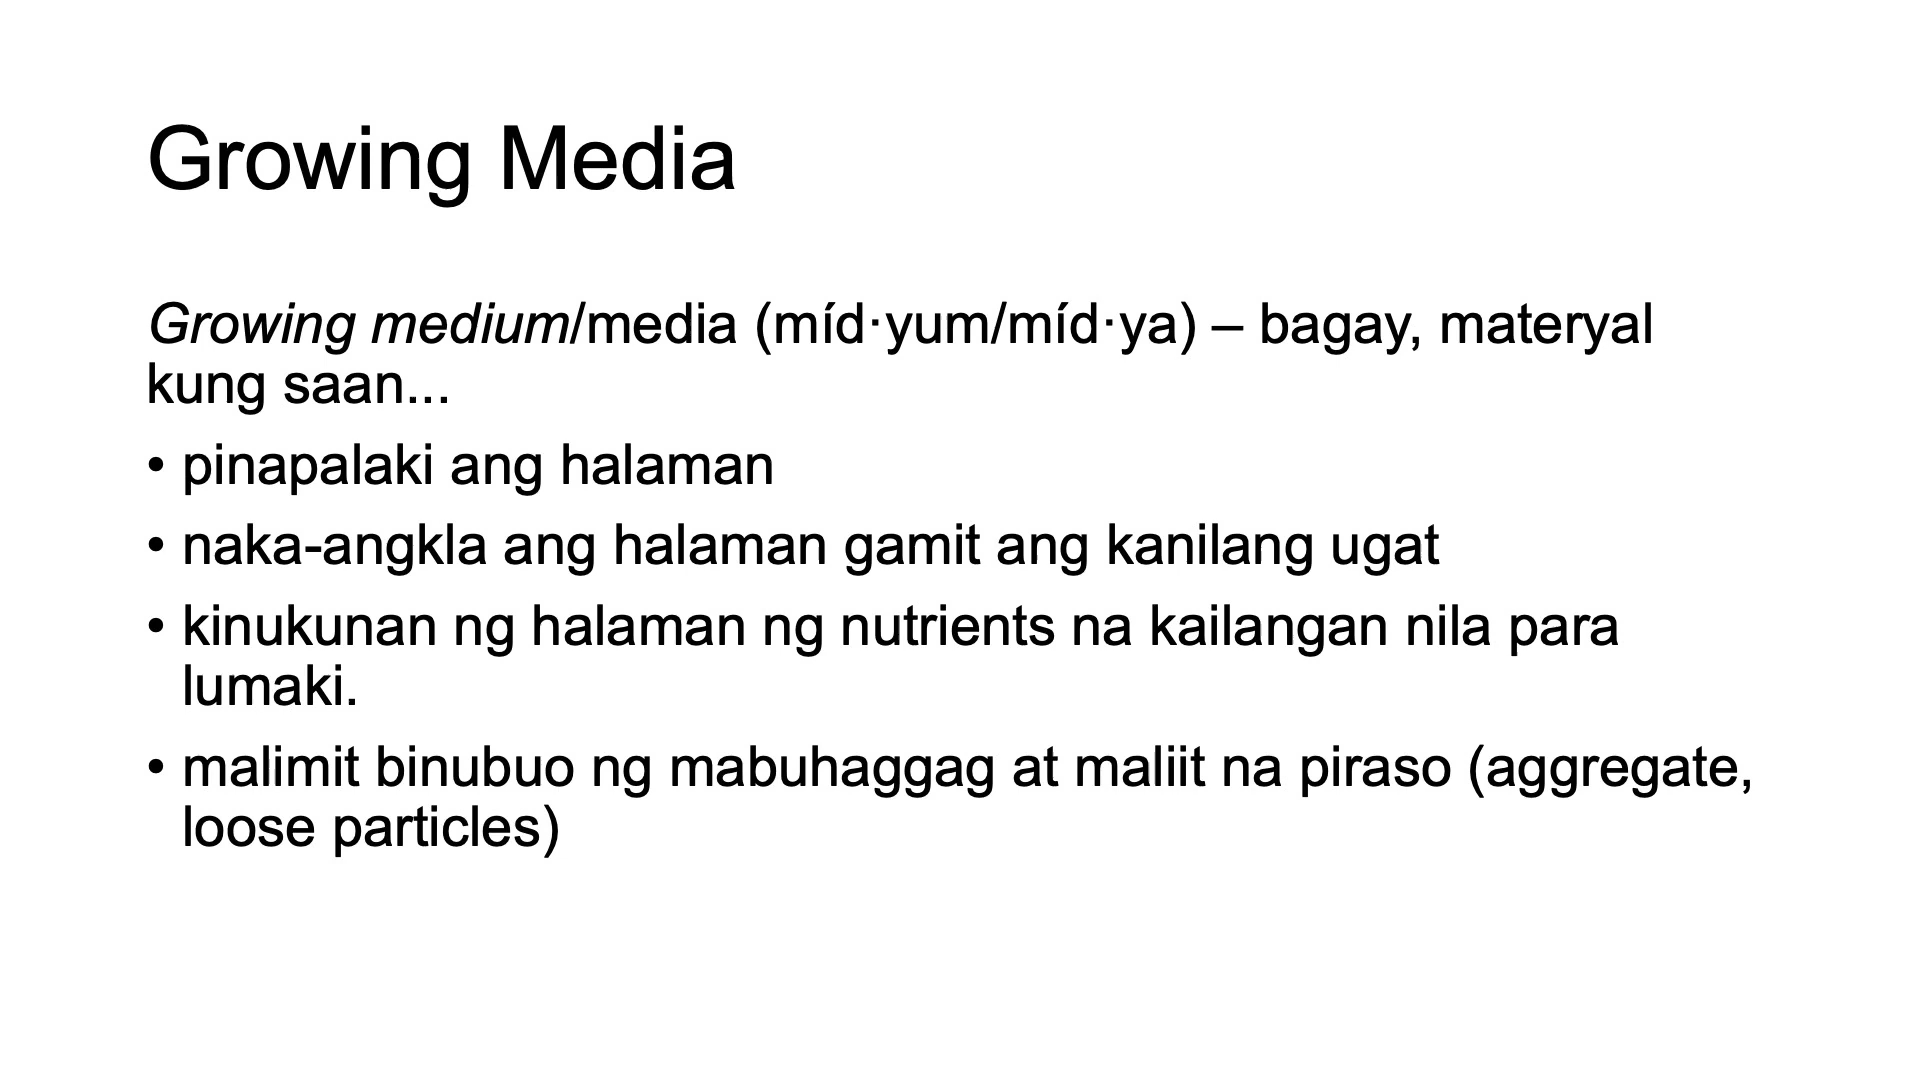 Growing Media
Growing medium/media (míd·yum/míd·ya) – bagay, materyal
kung saan...
• pinapalaki ang halaman
• naka-angkla ang halaman gamit ang kanilang ugat
• kinukunan ng halaman ng nutrients na kailangan nila para
lumaki.
• malimit binubuo ng mabuhaggag at maliit na piraso (aggregate,
loose particles)